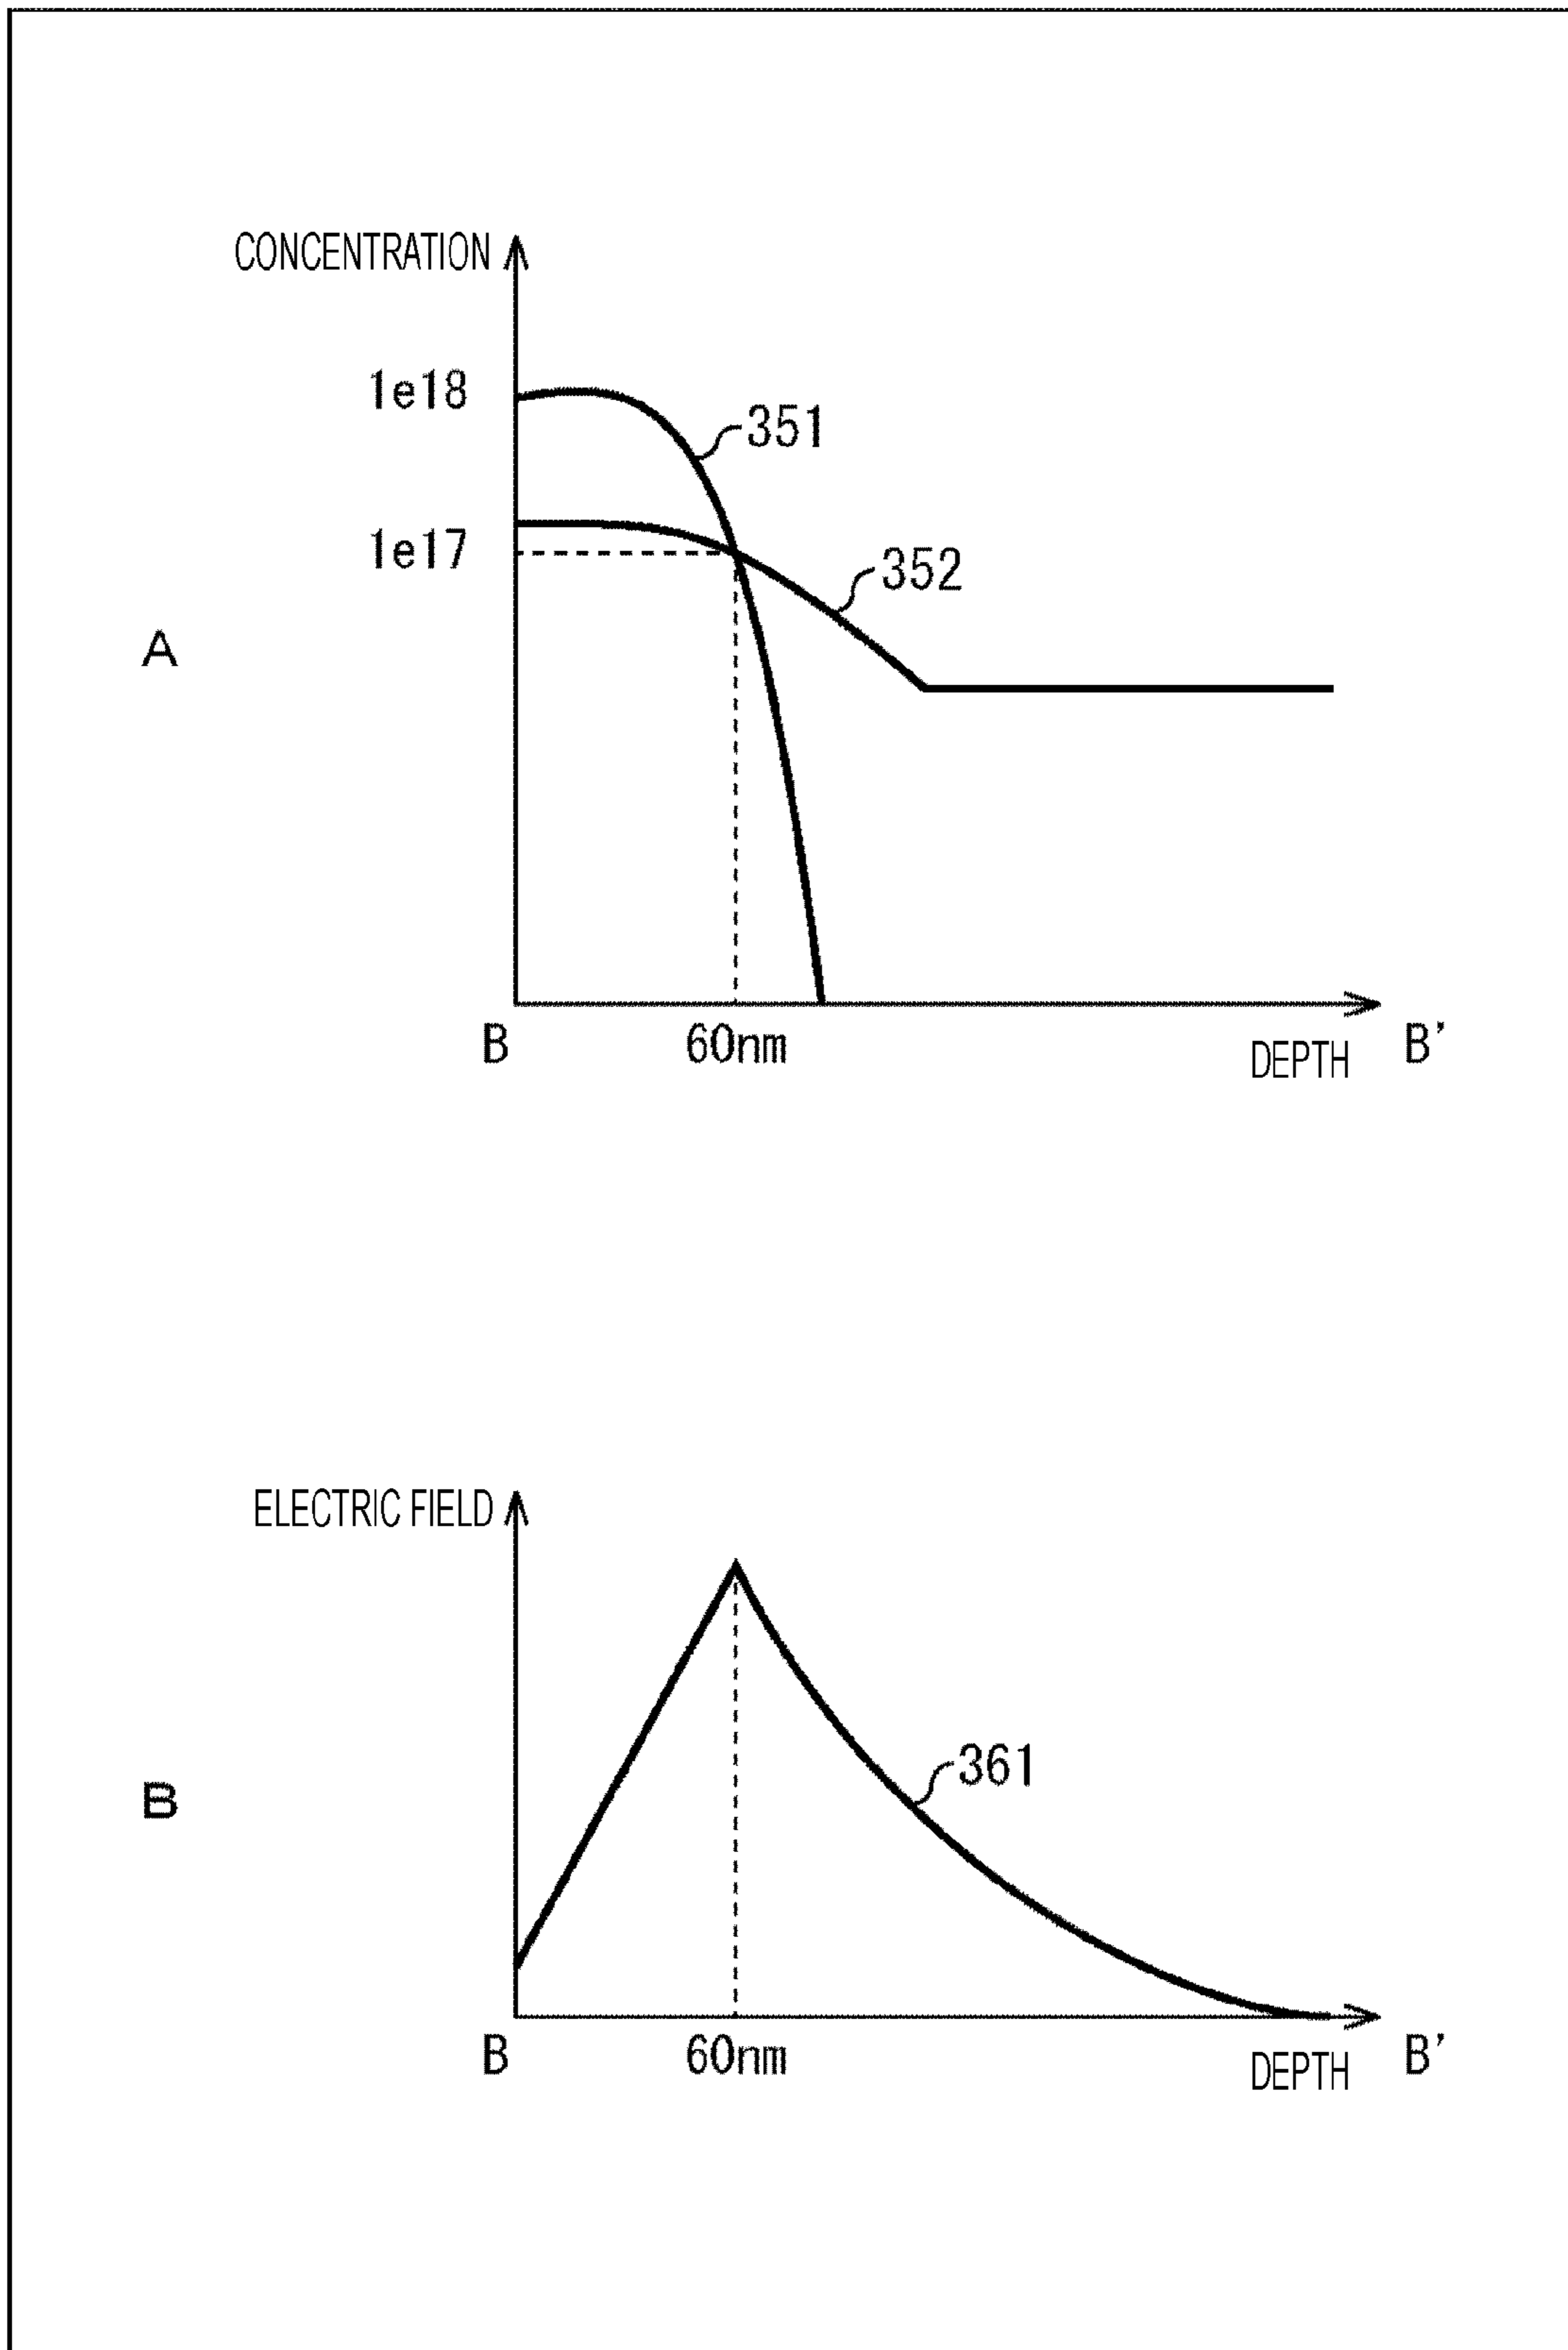 CONCENTRATION
1e18
351
1e17
352
A
B
60nm
DEPTH
B'
ELECTRIC FIELD
361
B
B
60nm
DEPTH
B'